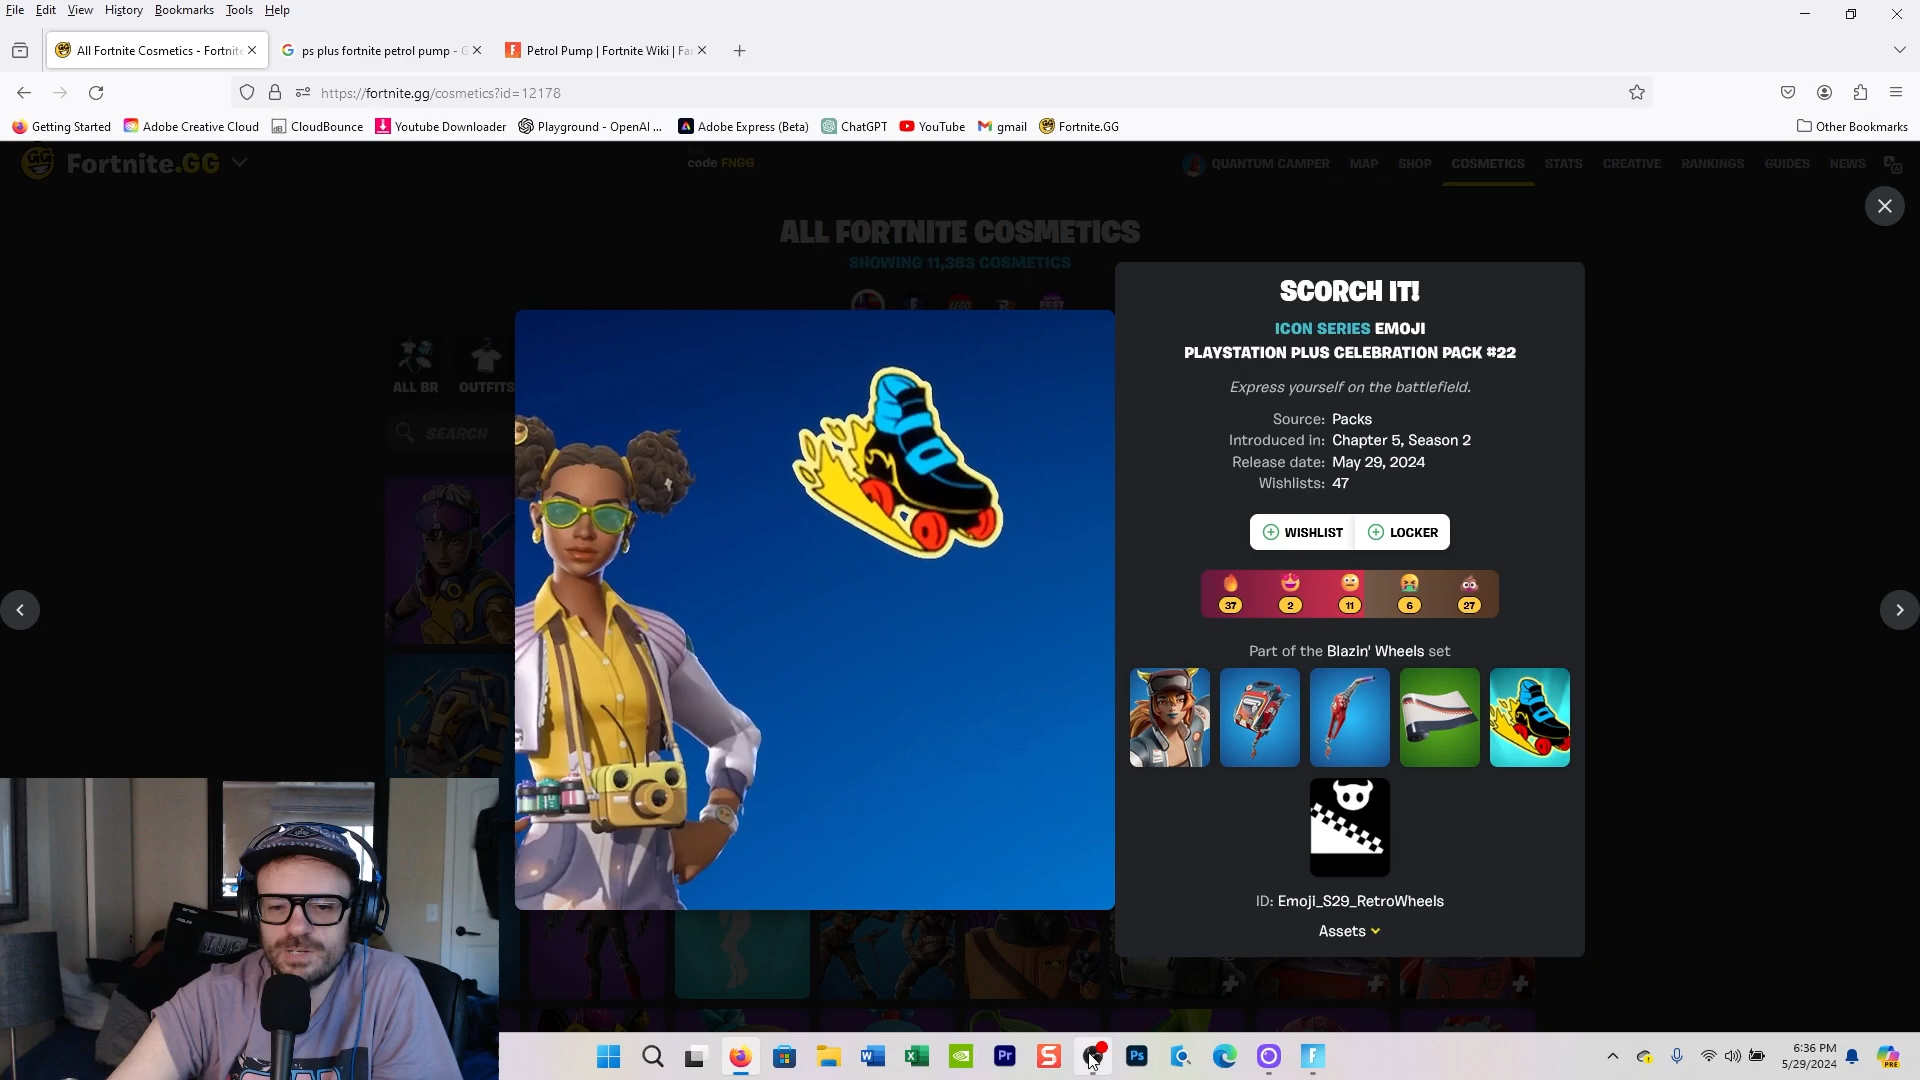 File Edit View History Bookmarks Tools Help
All Fortnite Cosmetics - Fortnite
ps plus fortnite petrol pump - G
Petrol Pump | Fortnite Wiki | Fa
https://fortnite.gg/cosmetics?id=12178
Getting Started
Adobe Creative Cloud
CloudBounce
Youtube Downloader
Playground - OpenAI ...
Adobe Express (Beta)
ChatGPT
YouTube
gmail
Fortnite.GG
Other Bookmarks
Fortnite.GG
code FNGG
QUANTUM CAMPER MAP SHOP COSMETICS STATS CREATIVE RANKINGS GUIDES NEWS
ALL FORTNITE COSMETICS
SHOWING 11,383 COSMETICS
ALL BR OUTFITS
SEARCH
SCORCH IT!
ICON SERIES EMOJI
PLAYSTATION PLUS CELEBRATION PACK #22
Express yourself on the battlefield.
Source: Packs
Introduced in: Chapter 5, Season 2
Release date: May 29, 2024
Wishlists: 47
WISHLIST LOCKER
37 2 11 6 27
Part of the Blazin' Wheels set
ID: Emoji_S29_RetroWheels
Assets
6:36 PM
5/29/2024